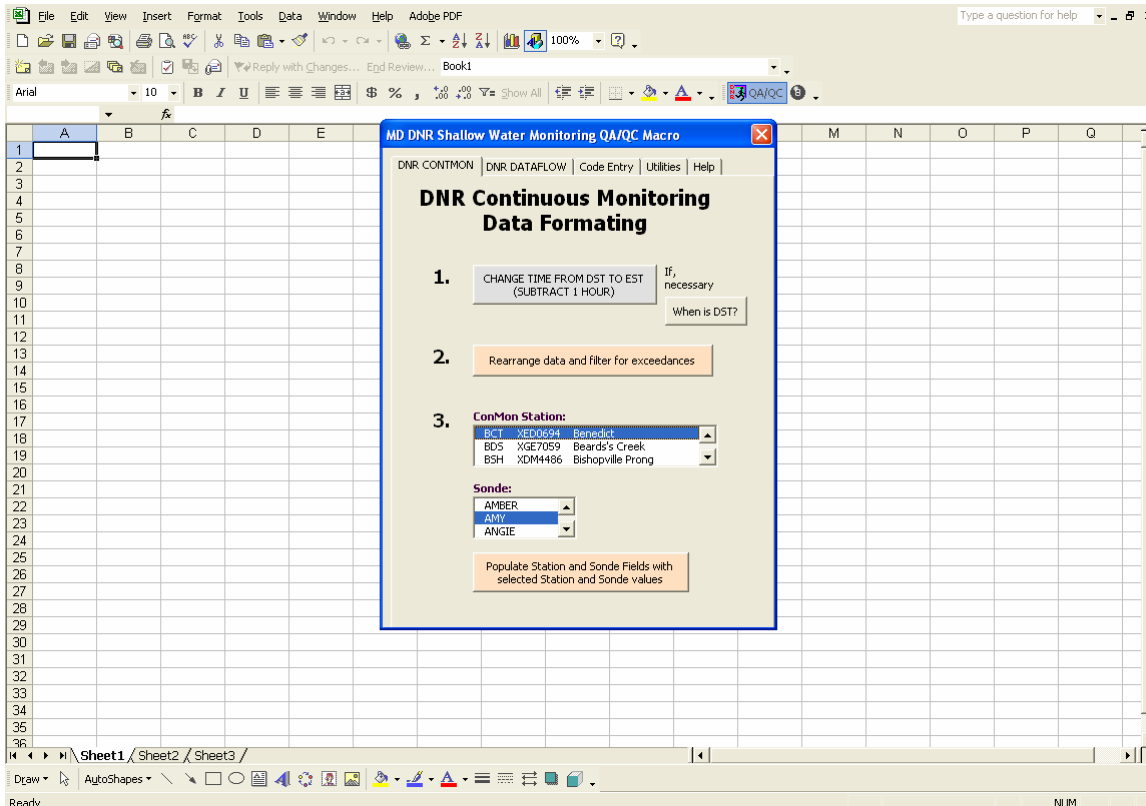 File Edit View Insert Format Tools Data Window Help Adobe PDF Type a question for help
100%
Reply with Changes... End Review... Book1
Arial 10 B I U $ % , Show All QA/QC
fx
A B C D E M N O P Q
MD DNR Shallow Water Monitoring QA/QC Macro
DNR CONTMON DNR DATAFLOW Code Entry Utilities Help
DNR Continuous Monitoring
Data Formating
1. CHANGE TIME FROM DST TO EST
(SUBTRACT 1 HOUR)
If,
necessary
When is DST?
2. Rearrange data and filter for exceedances
3. ConMon Station:
BCT XED0694 Benedict
BDS XGE7059 Beards's Creek
BSH XDM4486 Bishopville Prong
Sonde:
AMBER
AMY
ANGIE
Populate Station and Sonde Fields with
selected Station and Sonde values
1
2
3
4
5
6
7
8
9
10
11
12
13
14
15
16
17
18
19
20
21
22
23
24
25
26
27
28
29
30
31
32
33
34
35
36
Sheet1 Sheet2 Sheet3
Draw AutoShapes
Ready NUM